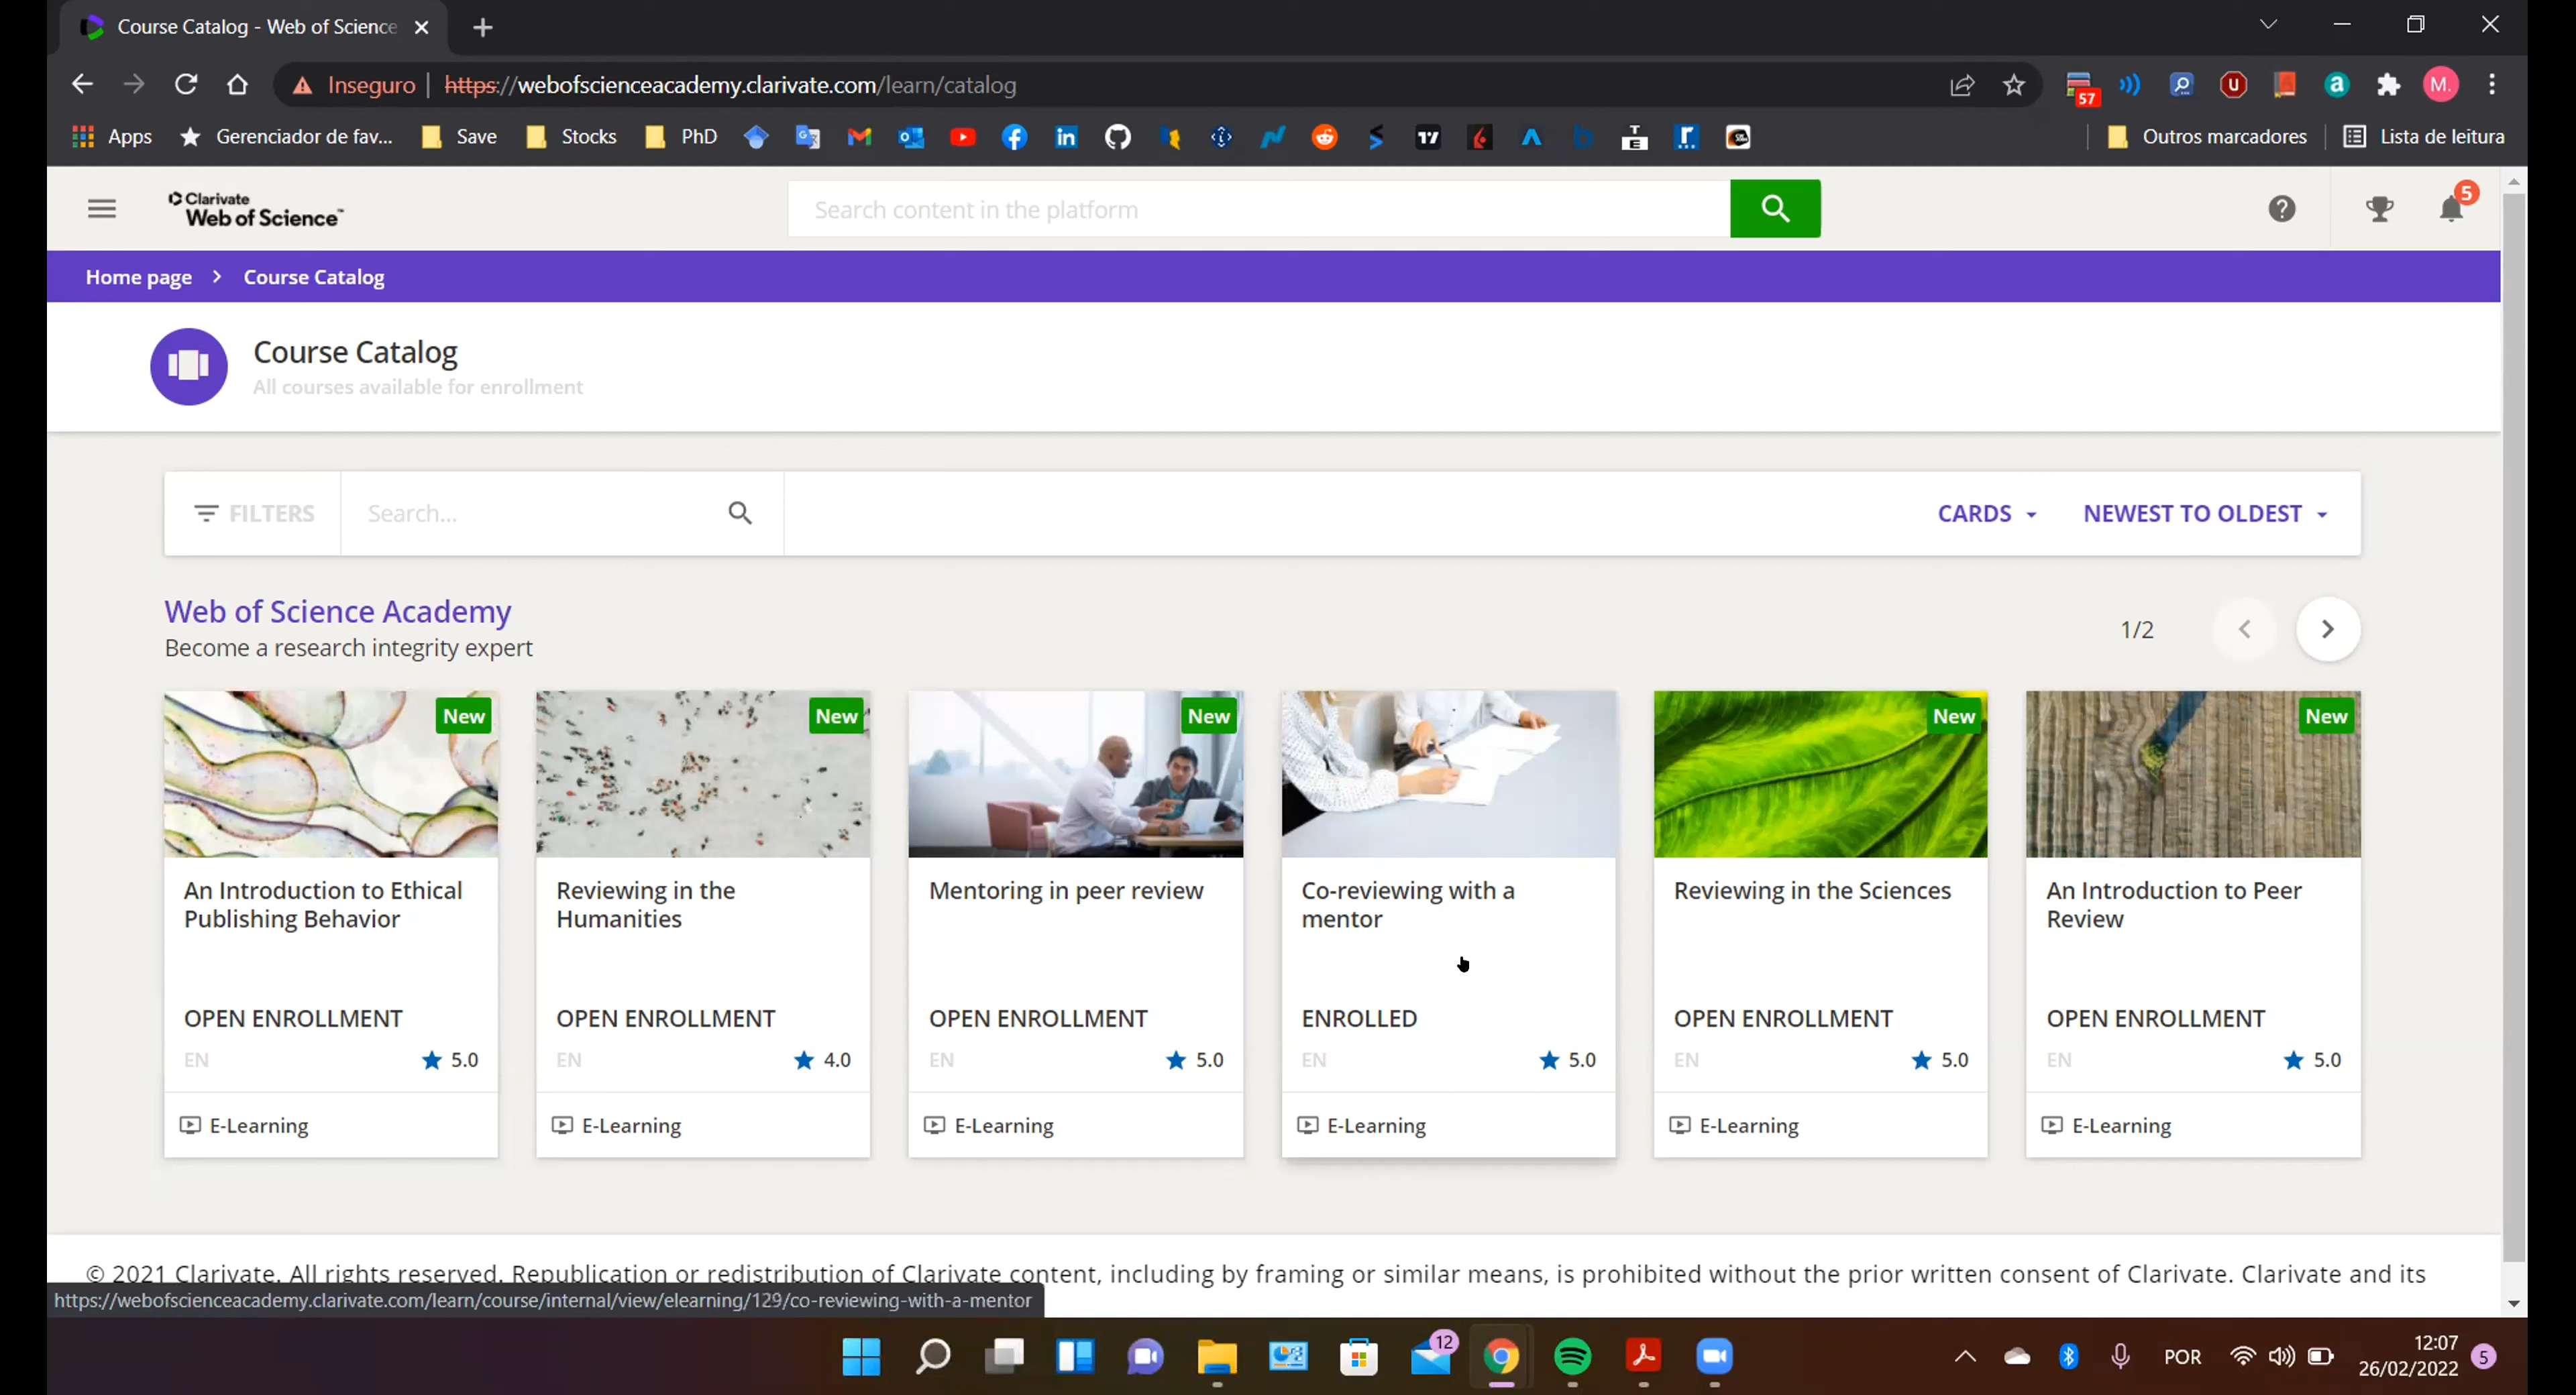 Course Catalog - Web of Science
Inseguro | https://webofscienceacademy.clarivate.com/learn/catalog
57
M.
Apps
Gerenciador de fav...
Save
Stocks
PhD
Outros marcadores
Lista de leitura
Clarivate
Web of Science™
Search content in the platform
5
Home page > Course Catalog
Course Catalog
All courses available for enrollment
FILTERS
Search...
CARDS
NEWEST TO OLDEST
Web of Science Academy
Become a research integrity expert
1/2
New
New
New
New
New
An Introduction to Ethical
Publishing Behavior
OPEN ENROLLMENT
EN
5.0
E-Learning
Reviewing in the
Humanities
OPEN ENROLLMENT
EN
4.0
E-Learning
Mentoring in peer review
OPEN ENROLLMENT
EN
5.0
E-Learning
Co-reviewing with a
mentor
ENROLLED
EN
5.0
E-Learning
Reviewing in the Sciences
OPEN ENROLLMENT
EN
5.0
E-Learning
An Introduction to Peer
Review
OPEN ENROLLMENT
EN
5.0
E-Learning
© 2021 Clarivate. All rights reserved. Republication or redistribution of Clarivate content, including by framing or similar means, is prohibited without the prior written consent of Clarivate. Clarivate and its
https://webofscienceacademy.clarivate.com/learn/course/internal/view/elearning/129/co-reviewing-with-a-mentor
12
POR
12:07
26/02/2022
5